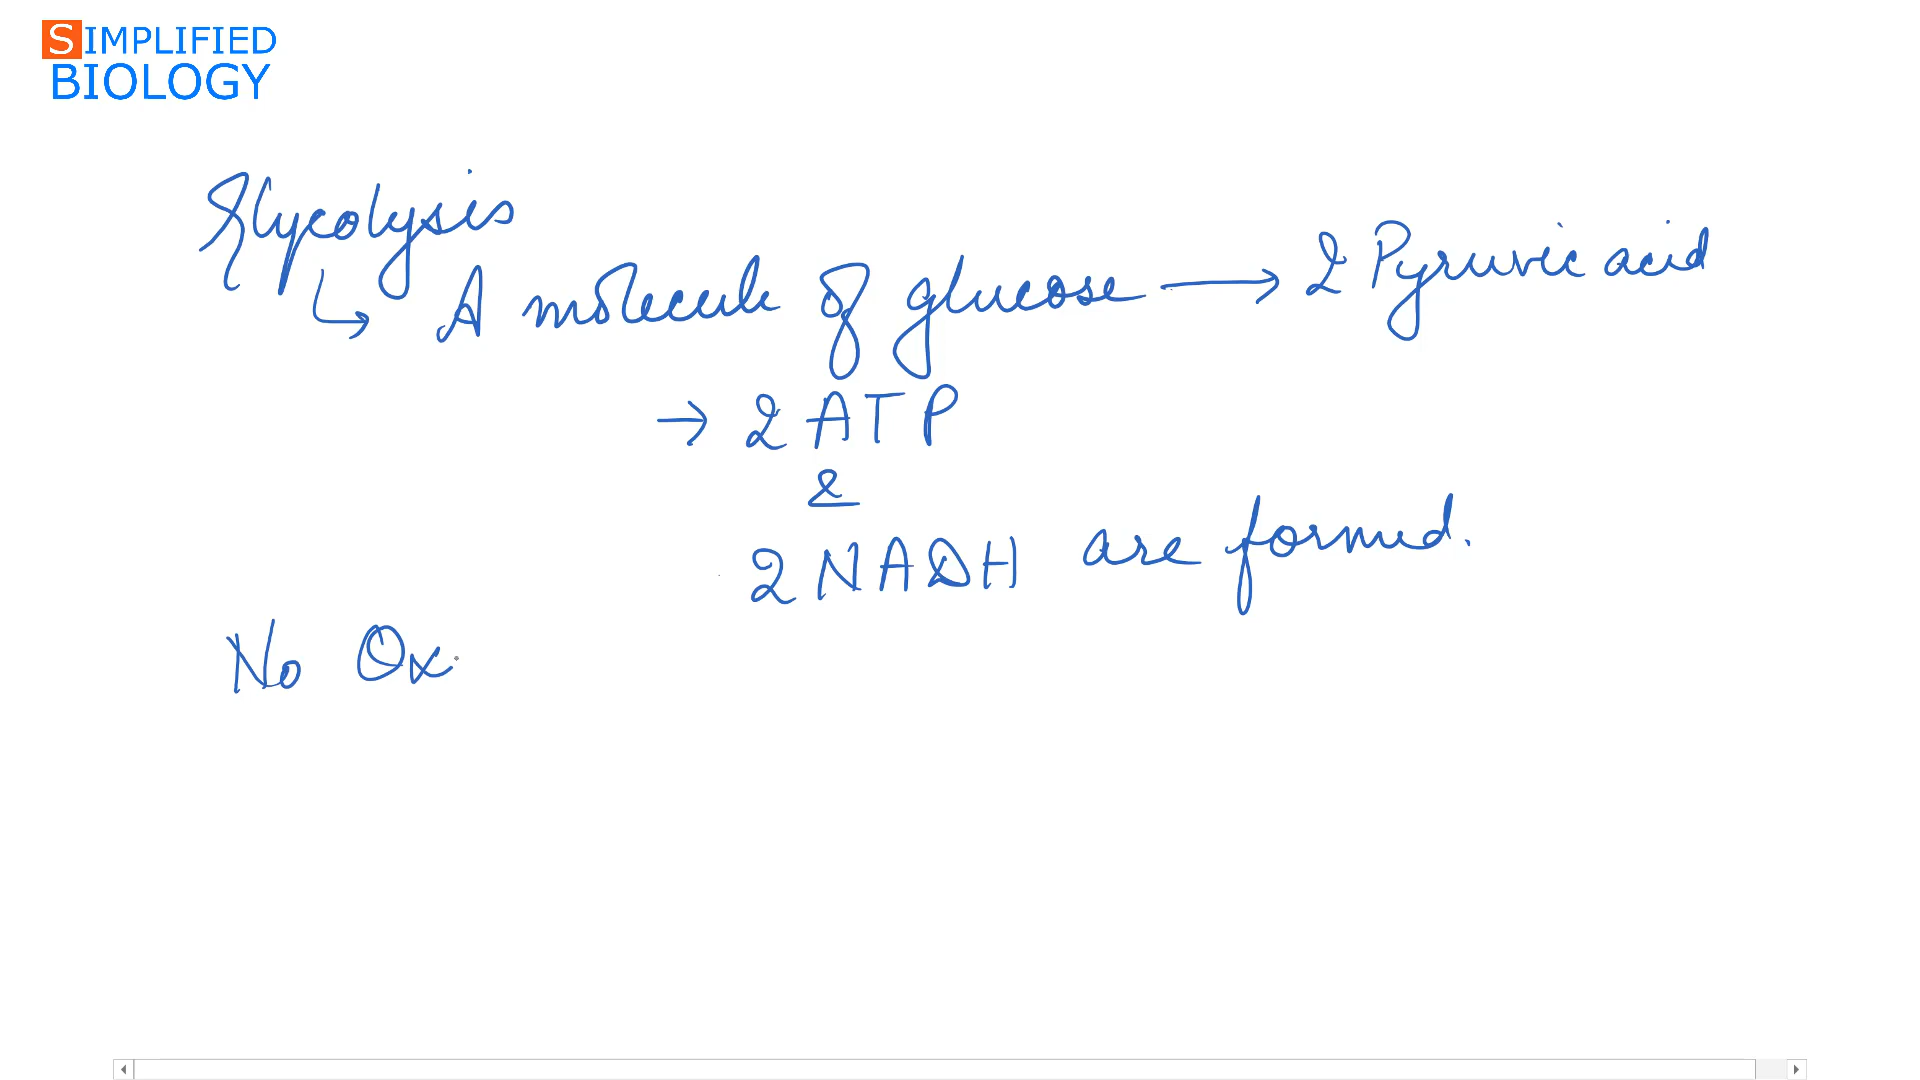 SIMPLIFIED
BIOLOGY
Glycolysis
↳ A molecule of glucose → 2 Pyruvic acid
→ 2 ATP
&
2 NADH are formed.
No Ox